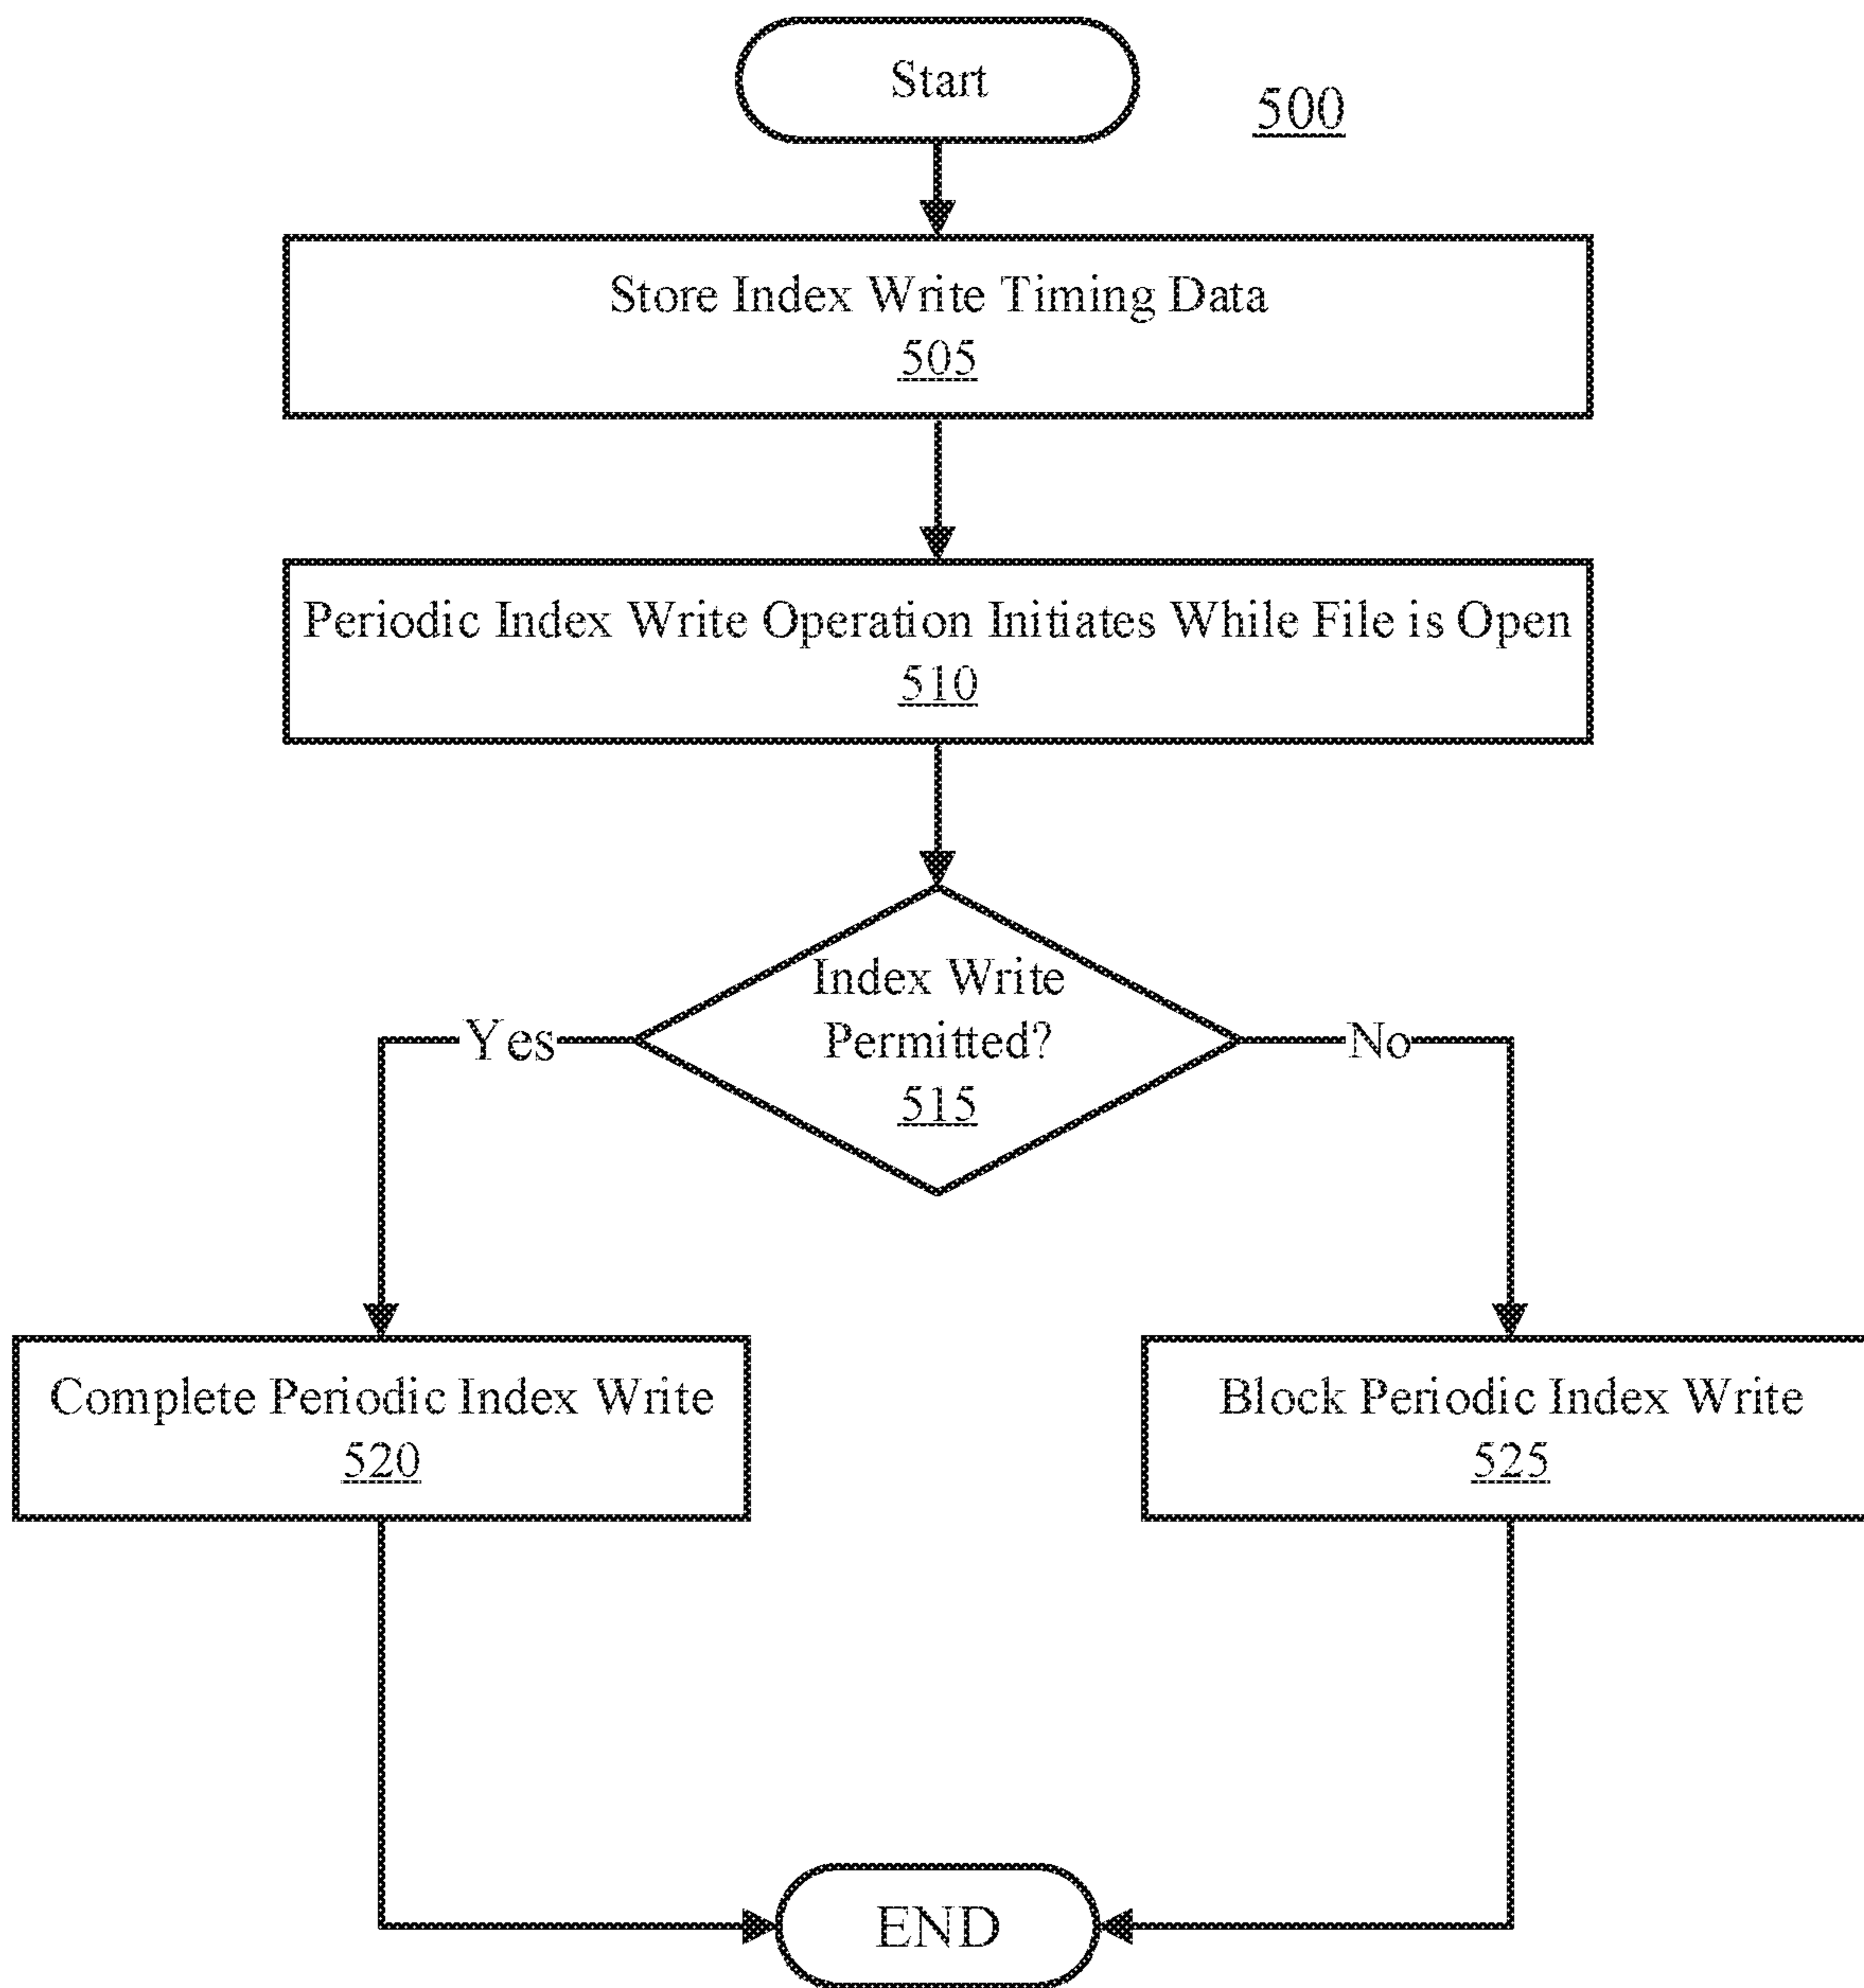 Start
500
Store Index Write Timing Data
505
Periodic Index Write Operation Initiates While File is Open
510
Index Write
Permitted?
515
Yes
No
Complete Periodic Index Write
520
Block Periodic Index Write
525
END